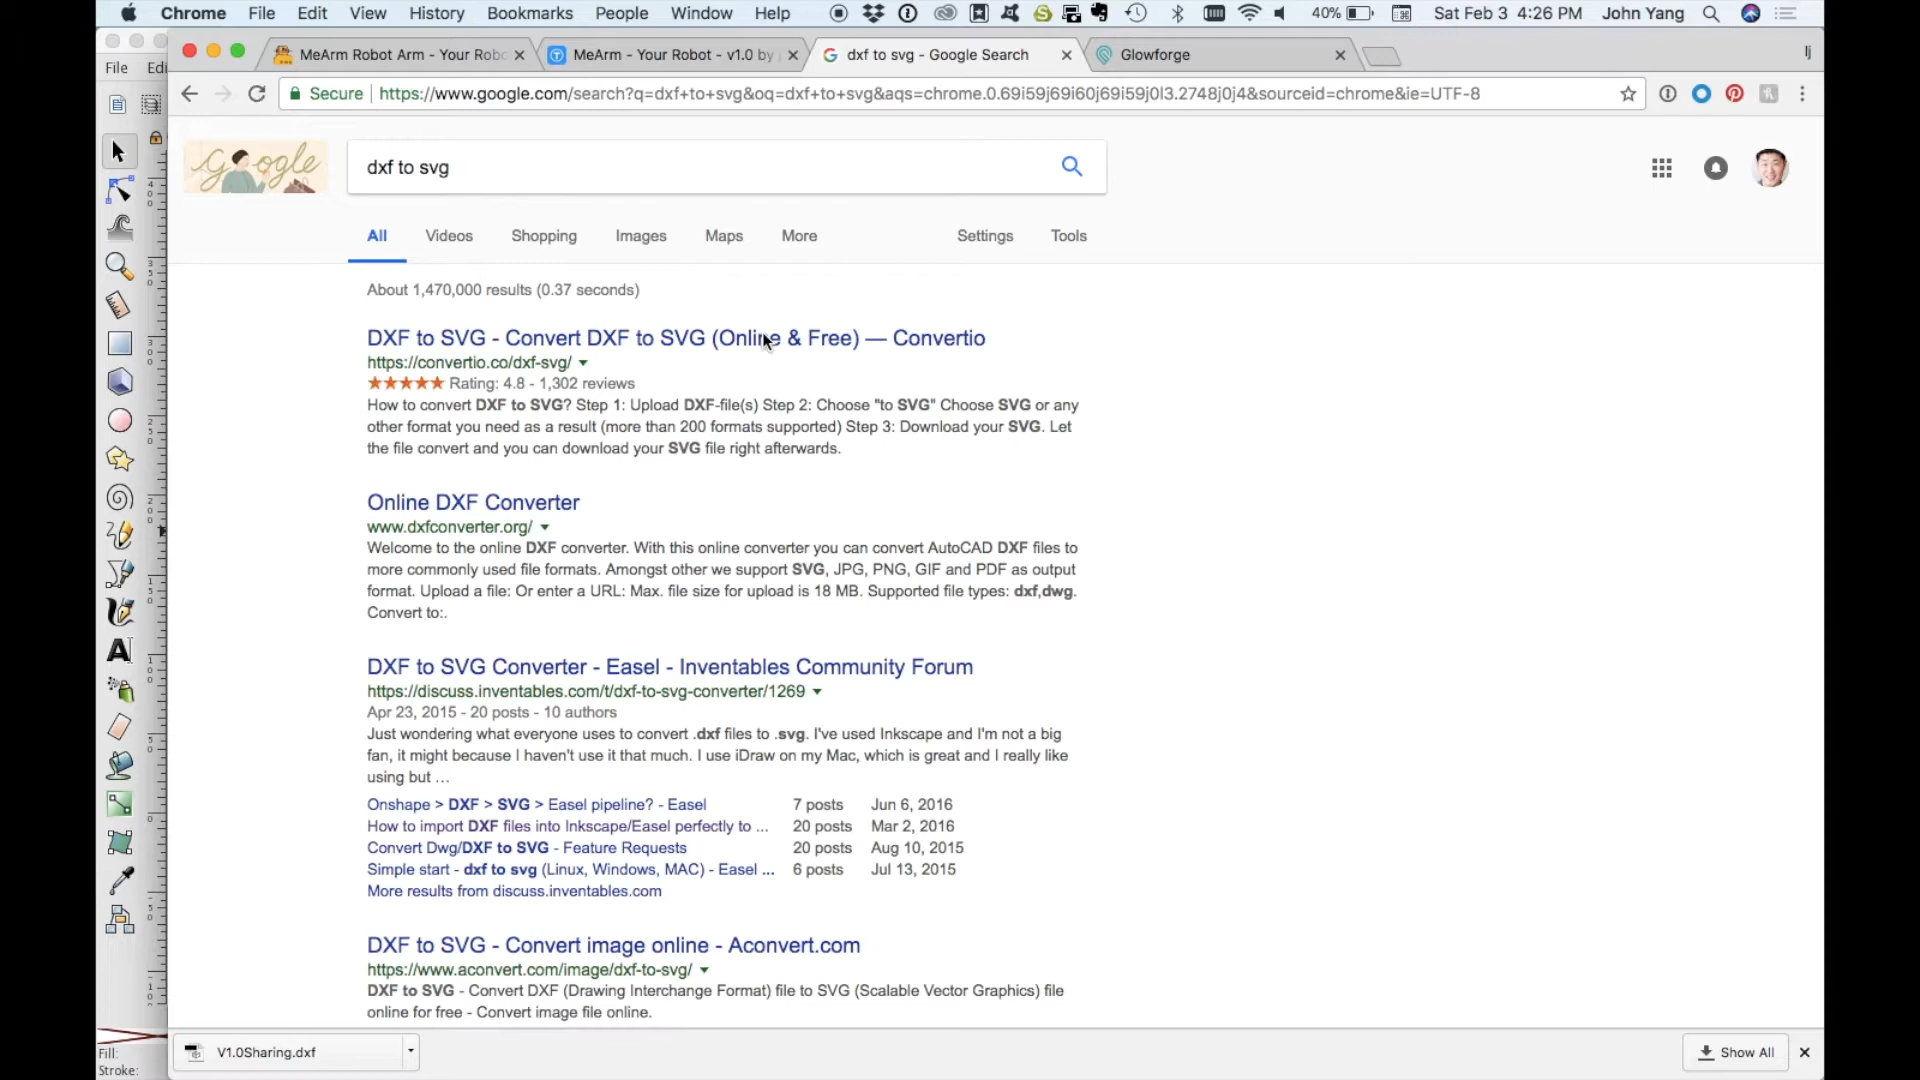 Chrome File Edit View History Bookmarks People Window Help 40% Sat Feb 3 4:26 PM John Yang
MeArm Robot Arm - Your Robo
MeArm - Your Robot - v1.0 by
dxf to svg - Google Search
Glowforge
File Edi
Secure https://www.google.com/search?q=dxf+to+svg&oq=dxf+to+svg&aqs=chrome.0.69i59j69i60j69i59j0l3.2748j0j4&sourceid=chrome&ie=UTF-8
Google
dxf to svg
All Videos Shopping Images Maps More Settings Tools
About 1,470,000 results (0.37 seconds)
DXF to SVG - Convert DXF to SVG (Online & Free) — Convertio
https://convertio.co/dxf-svg/
Rating: 4.8 - 1,302 reviews
How to convert DXF to SVG? Step 1: Upload DXF-file(s) Step 2: Choose "to SVG" Choose SVG or any
other format you need as a result (more than 200 formats supported) Step 3: Download your SVG. Let
the file convert and you can download your SVG file right afterwards.
Online DXF Converter
www.dxfconverter.org/
Welcome to the online DXF converter. With this online converter you can convert AutoCAD DXF files to
more commonly used file formats. Amongst other we support SVG, JPG, PNG, GIF and PDF as output
format. Upload a file: Or enter a URL: Max. file size for upload is 18 MB. Supported file types: dxf,dwg.
Convert to:.
DXF to SVG Converter - Easel - Inventables Community Forum
https://discuss.inventables.com/t/dxf-to-svg-converter/1269
Apr 23, 2015 - 20 posts - 10 authors
Just wondering what everyone uses to convert .dxf files to .svg. I've used Inkscape and I'm not a big
fan, it might because I haven't use it that much. I use iDraw on my Mac, which is great and I really like
using but ...
Onshape > DXF > SVG > Easel pipeline? - Easel 7 posts Jun 6, 2016
How to import DXF files into Inkscape/Easel perfectly to ... 20 posts Mar 2, 2016
Convert Dwg/DXF to SVG - Feature Requests 20 posts Aug 10, 2015
Simple start - dxf to svg (Linux, Windows, MAC) - Easel ... 6 posts Jul 13, 2015
More results from discuss.inventables.com
DXF to SVG - Convert image online - Aconvert.com
https://www.aconvert.com/image/dxf-to-svg/
DXF to SVG - Convert DXF (Drawing Interchange Format) file to SVG (Scalable Vector Graphics) file
online for free - Convert image file online.
V1.0Sharing.dxf Show All
Fill:
Stroke: